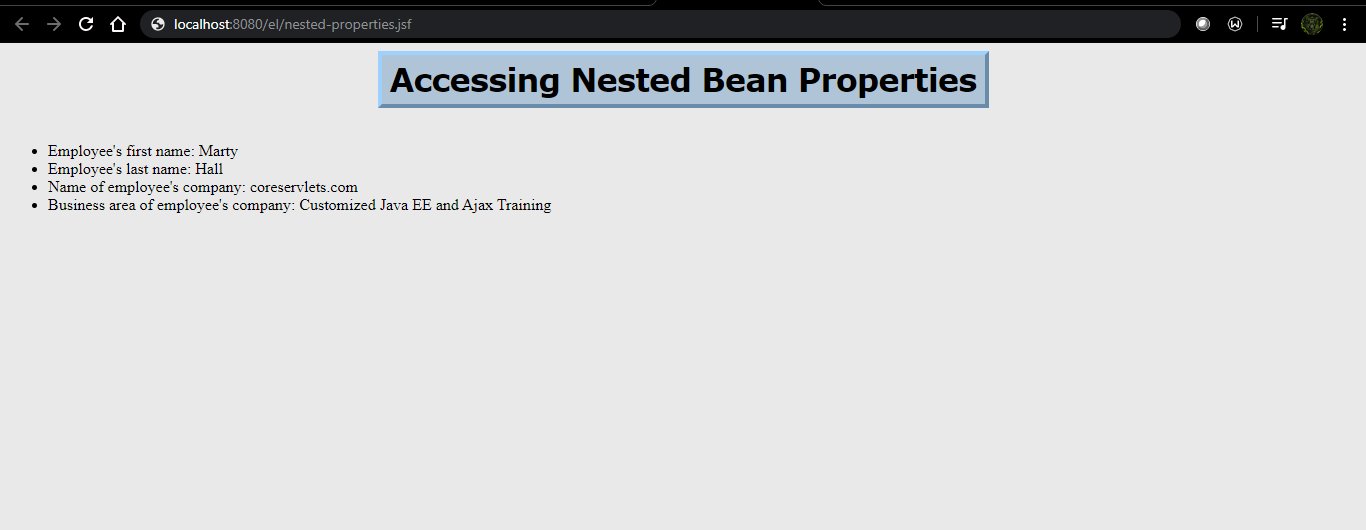 localhost:8080/el/nested-properties.jsf
Accessing Nested Bean Properties
Employee's first name: Marty
Employee's last name: Hall
Name of employee's company: coreservlets.com
Business area of employee's company: Customized Java EE and Ajax Training